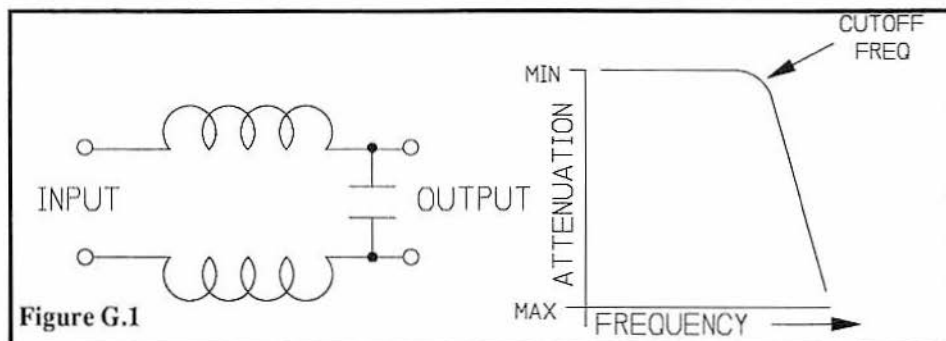 CUTOFF
FREQ
MIN
ATTENUATION
INPUT
OUTPUT
MAX
FREQUENCY
Figure G.1